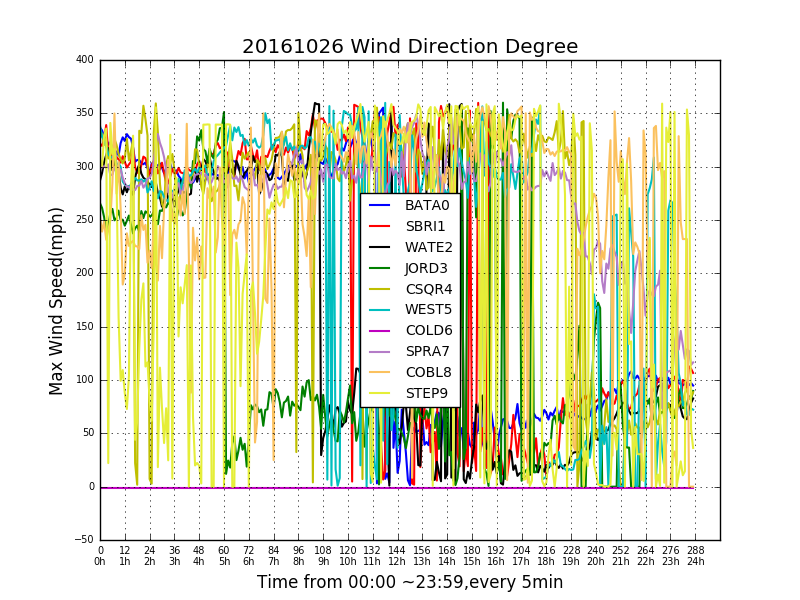 20161026 Wind Direction Degree
Max Wind Speed(mph)
400
350
300
250
200
150
100
50
0
−50
BATA0
SBRI1
WATE2
JORD3
CSQR4
WEST5
COLD6
SPRA7
COBL8
STEP9
0 12 24 36 48 60 72 84 96 108 120 132 144 156 168 180 192 204 216 228 240 252 264 276 288
0h 1h 2h 3h 4h 5h 6h 7h 8h 9h 10h 11h 12h 13h 14h 15h 16h 17h 18h 19h 20h 21h 22h 23h 24h
Time from 00:00 ~23:59,every 5min